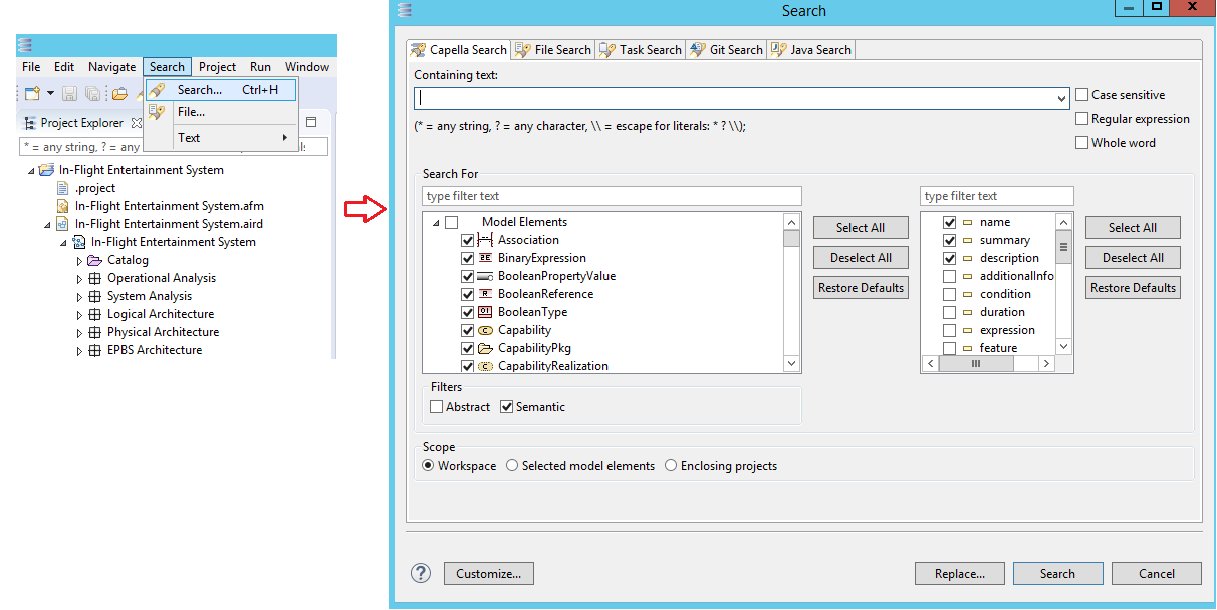 File Edit Navigate Search Project Run Window
Search... Ctrl+H
File...
Text
Project Explorer
* = any string, ? = any
In-Flight Entertainment System
.project
In-Flight Entertainment System.afm
In-Flight Entertainment System.aird
In-Flight Entertainment System
Catalog
Operational Analysis
System Analysis
Logical Architecture
Physical Architecture
EPBS Architecture
Search
Capella Search File Search Task Search Git Search Java Search
Containing text:
Case sensitive
(* = any string, ? = any character, \\ = escape for literals: * ? \\);
Regular expression
Whole word
Search For
type filter text
Model Elements
Association
BinaryExpression
BooleanPropertyValue
BooleanReference
BooleanType
Capability
CapabilityPkg
CapabilityRealization
Select All
Deselect All
Restore Defaults
type filter text
name
summary
description
additionalInfo
condition
duration
expression
feature
Select All
Deselect All
Restore Defaults
Filters
Abstract Semantic
Scope
Workspace Selected model elements Enclosing projects
Customize... Replace... Search Cancel